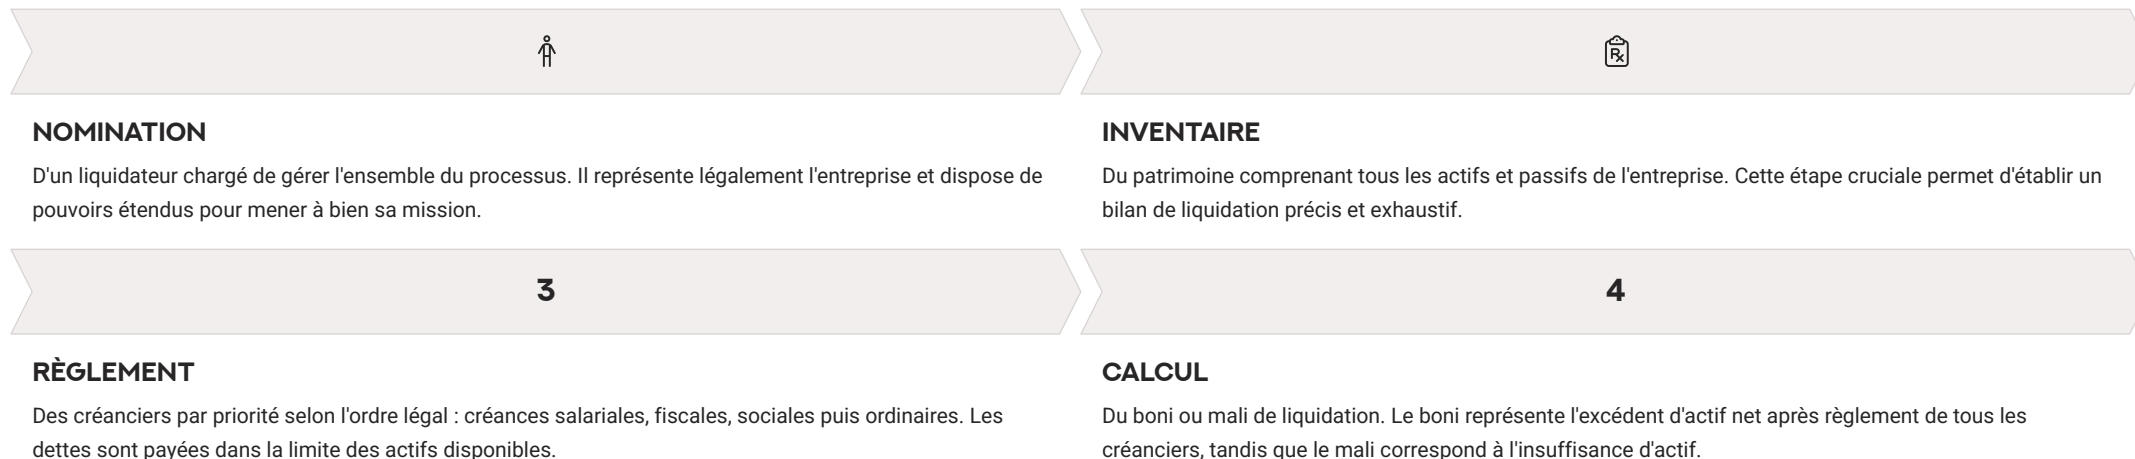 NOMINATION
D'un liquidateur chargé de gérer l'ensemble du processus. Il représente légalement l'entreprise et dispose de
pouvoirs étendus pour mener à bien sa mission.
INVENTAIRE
Du patrimoine comprenant tous les actifs et passifs de l'entreprise. Cette étape cruciale permet d'établir un
bilan de liquidation précis et exhaustif.
3
RÈGLEMENT
Des créanciers par priorité selon l'ordre légal : créances salariales, fiscales, sociales puis ordinaires. Les
dettes sont payées dans la limite des actifs disponibles.
4
CALCUL
Du boni ou mali de liquidation. Le boni représente l'excédent d'actif net après règlement de tous les
créanciers, tandis que le mali correspond à l'insuffisance d'actif.